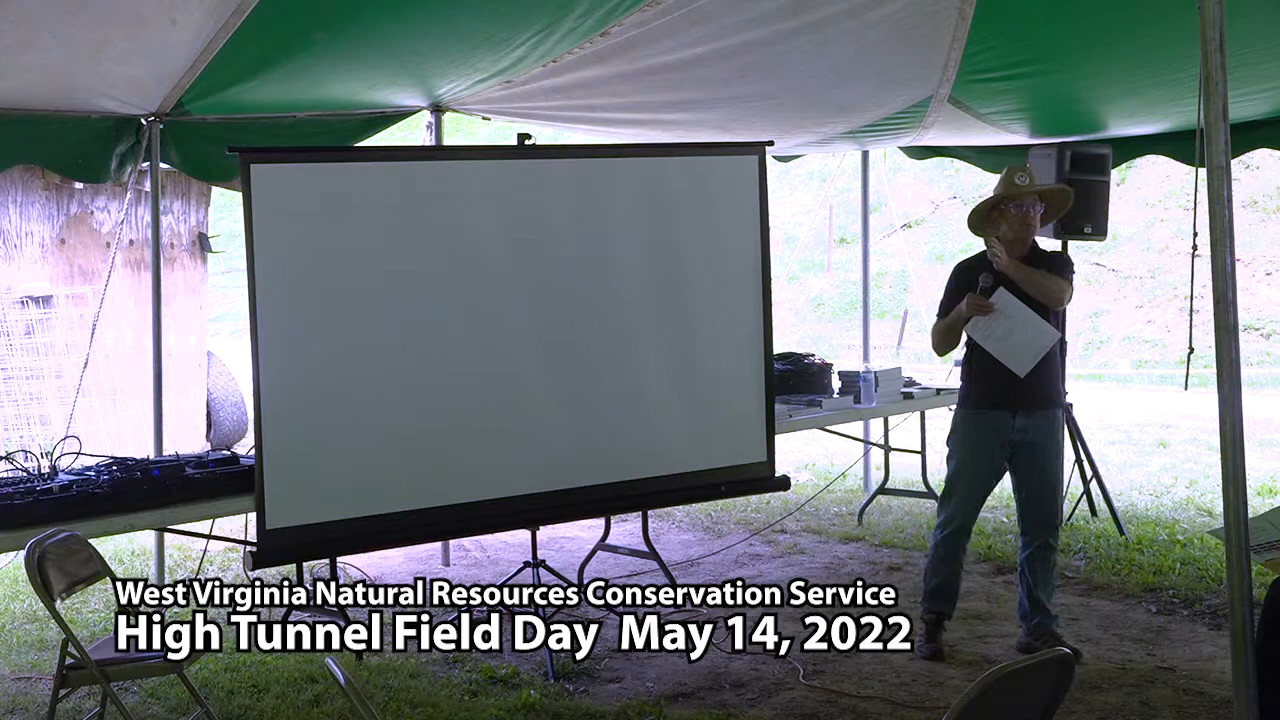 West Virginia Natural Resources Conservation Service
High Tunnel Field Day  May 14, 2022